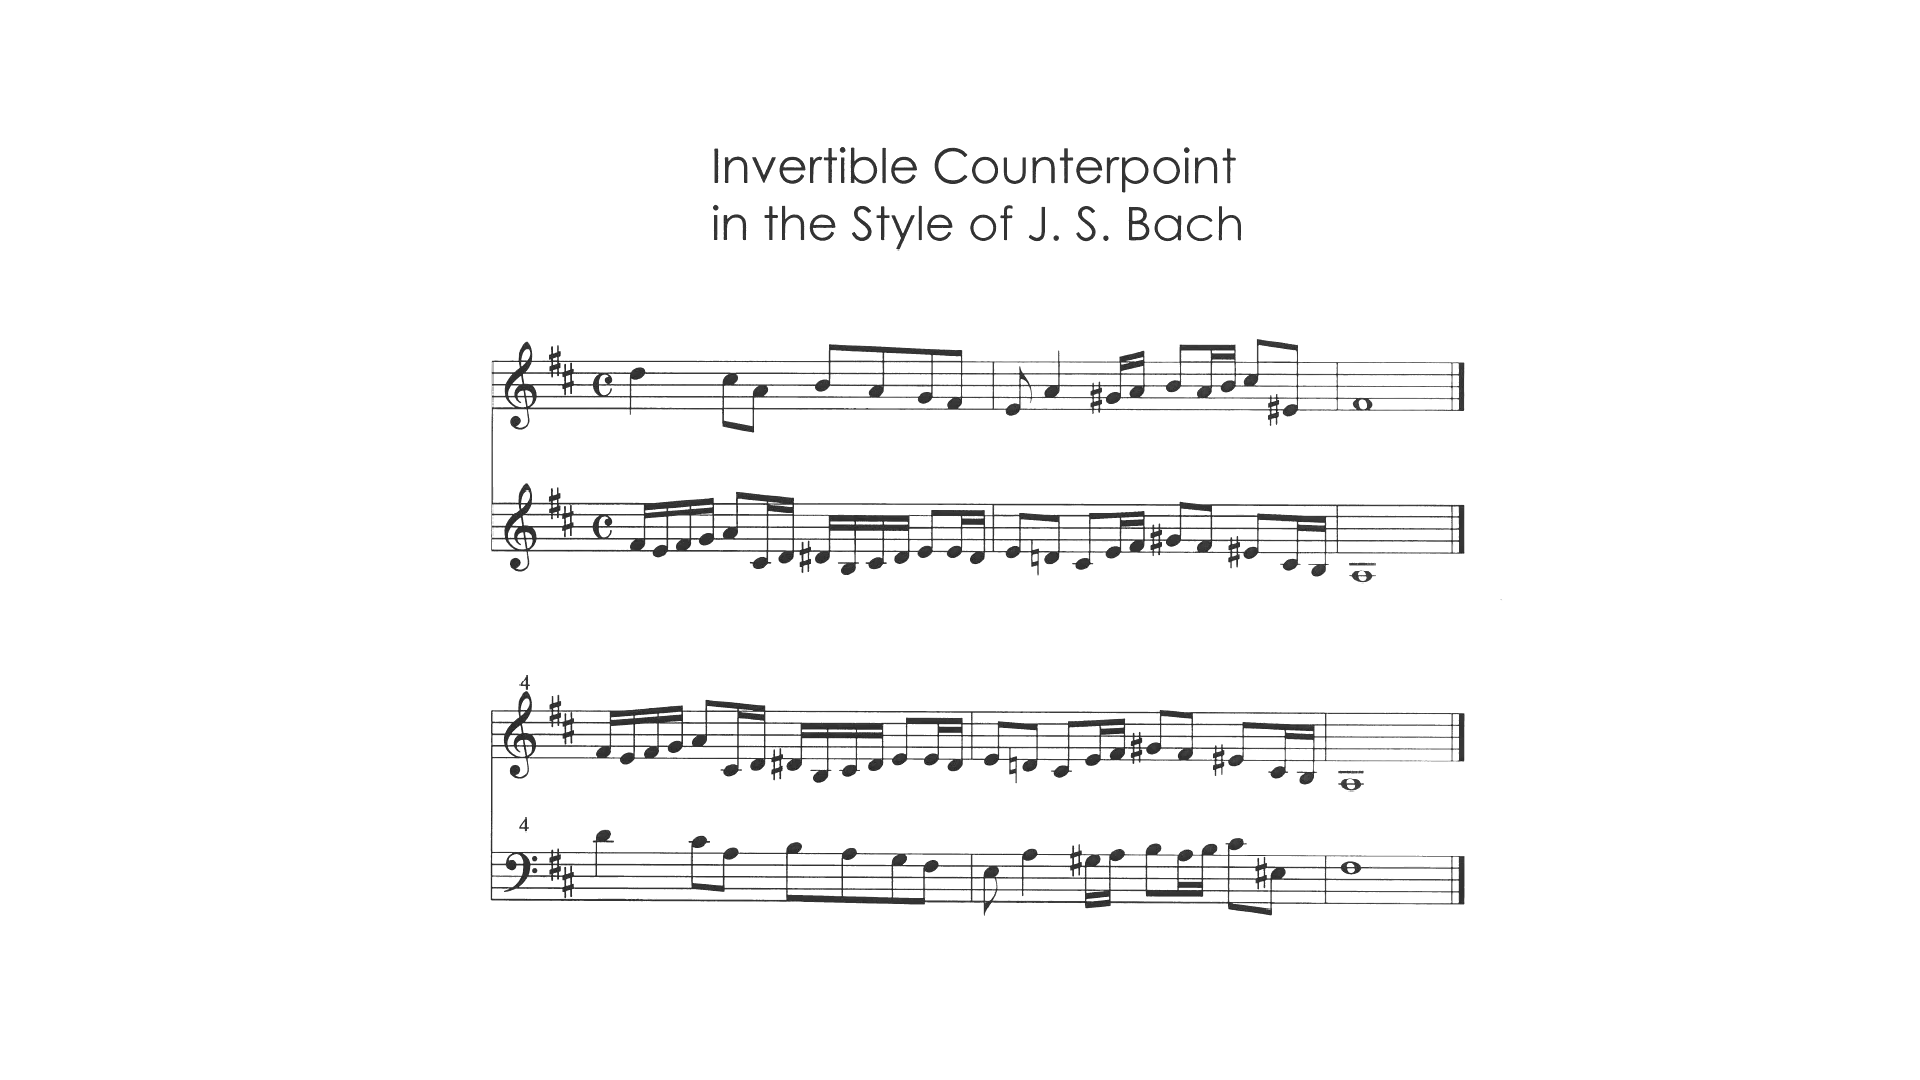 Invertible Counterpoint
in the Style of J. S. Bach
4
4